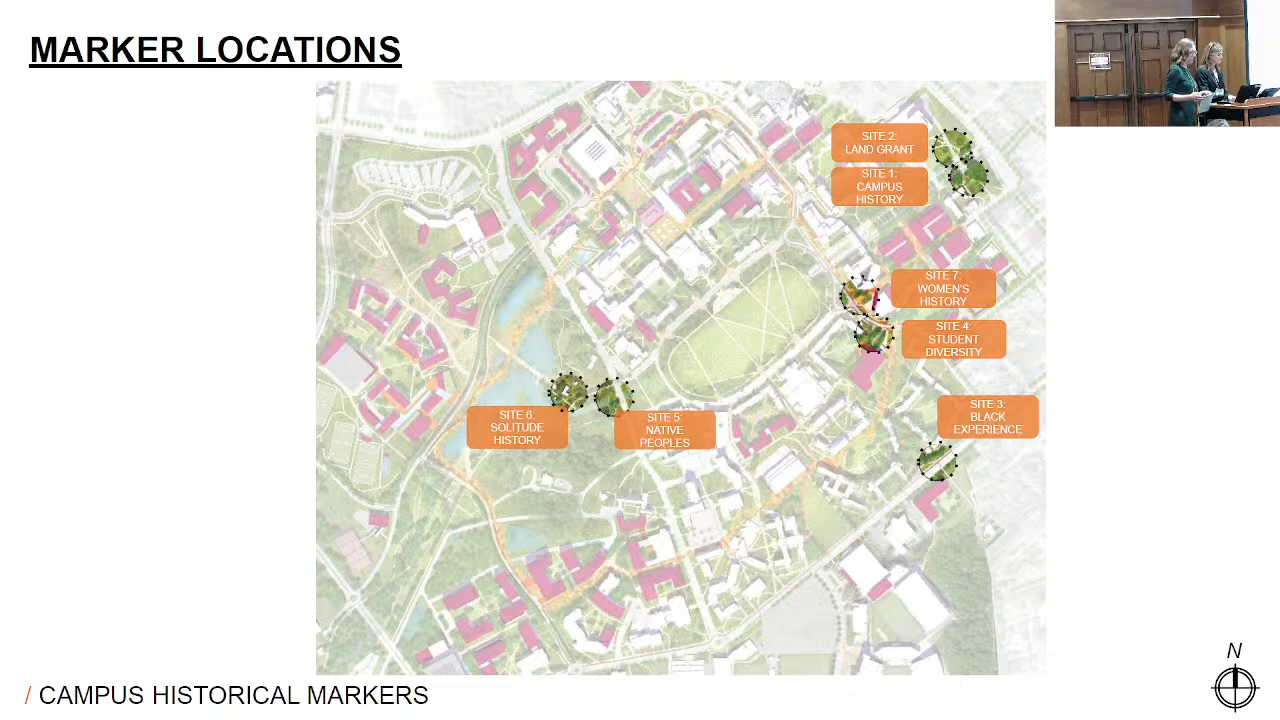 MARKER LOCATIONS
SITE 2:
LAND GRANT
SITE 1:
CAMPUS
HISTORY
SITE 7:
WOMEN'S
HISTORY
SITE 4:
STUDENT
DIVERSITY
SITE 3:
BLACK
EXPERIENCE
SITE 6:
SOLITUDE
HISTORY
SITE 5:
NATIVE
PEOPLES
N
/ CAMPUS HISTORICAL MARKERS